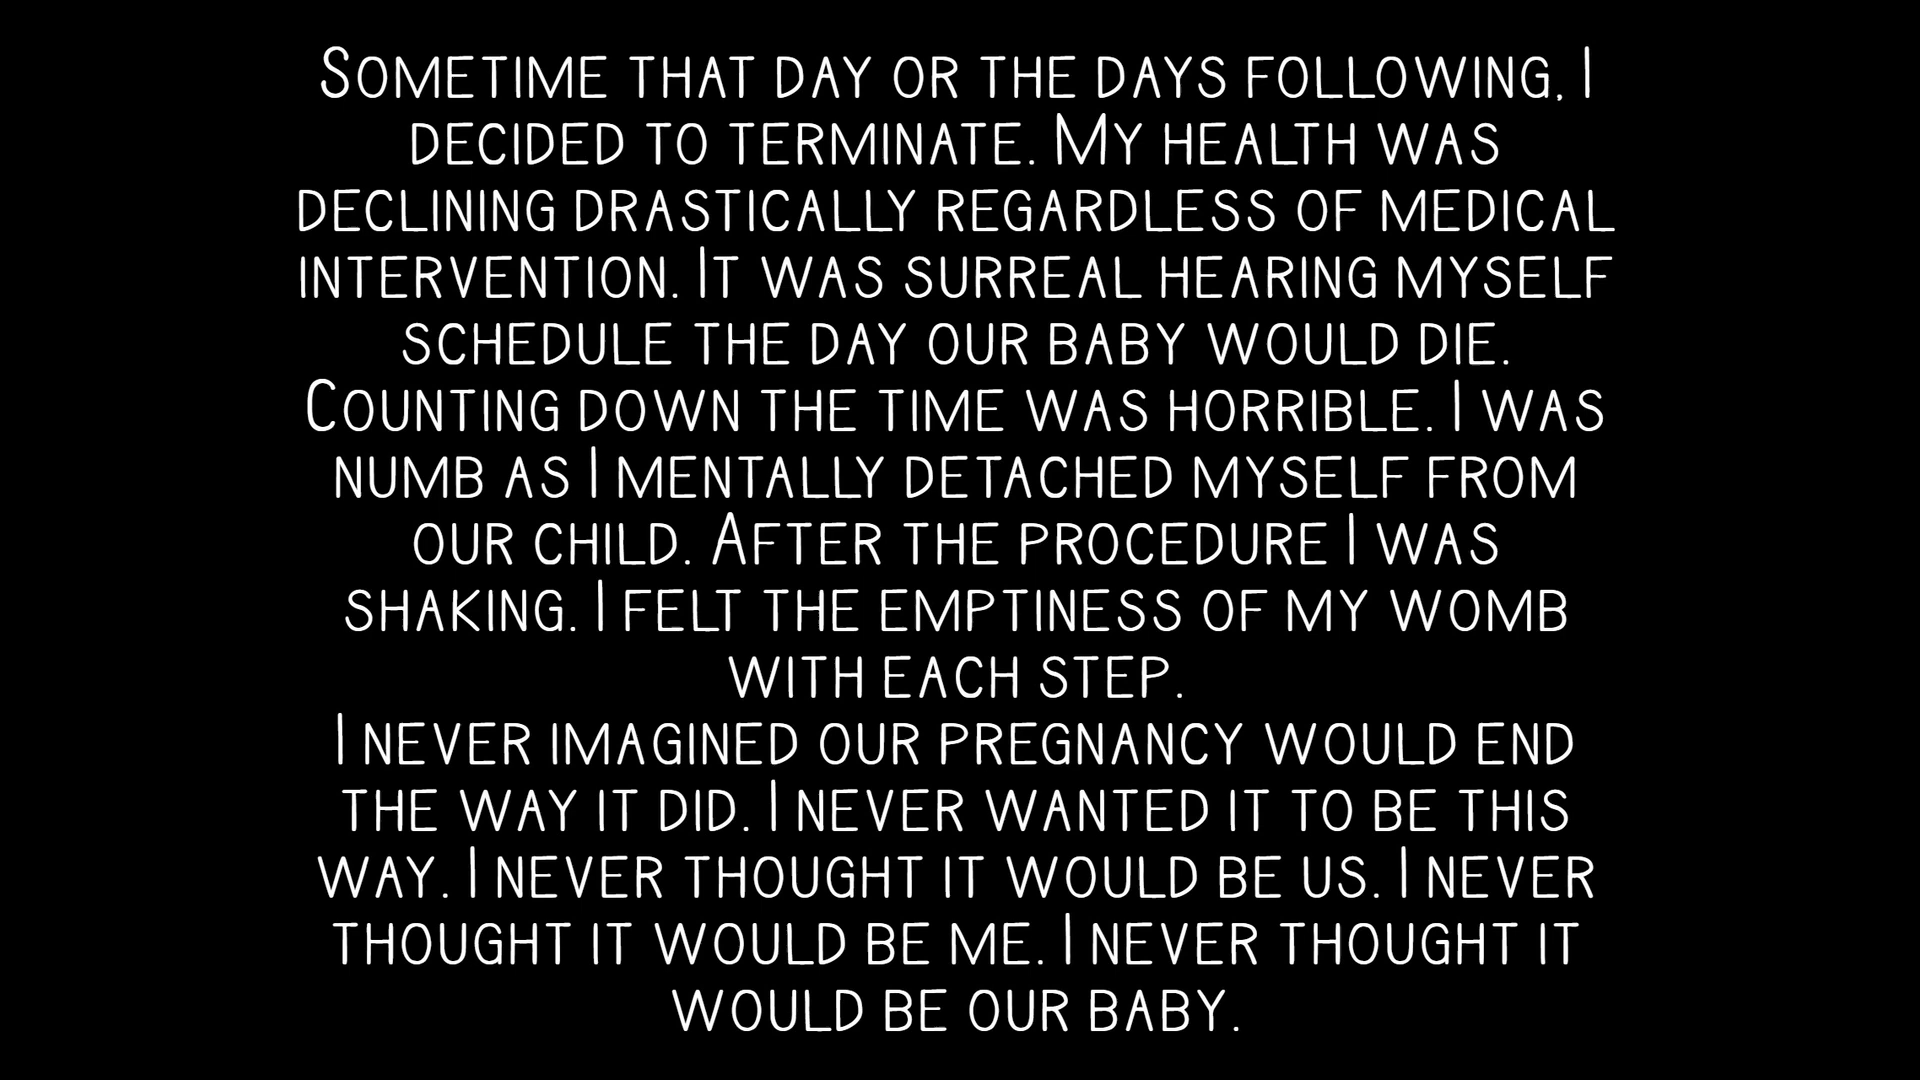 Sometime that day or the days following, I
decided to terminate. My health was
declining drastically regardless of medical
intervention. It was surreal hearing myself
schedule the day our baby would die.
Counting down the time was horrible. I was
numb as I mentally detached myself from
our child. After the procedure I was
shaking. I felt the emptiness of my womb
with each step.
I never imagined our pregnancy would end
the way it did. I never wanted it to be this
way. I never thought it would be us. I never
thought it would be me. I never thought it
would be our baby.